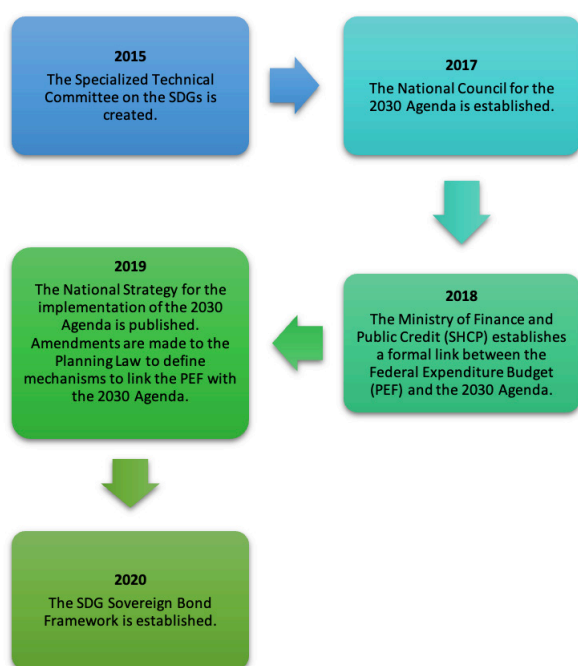 2015
The Specialized Technical
Committee on the SDGs is
created.
2017
The National Council for the
2030 Agenda is established.
2018
The Ministry of Finance and
Public Credit (SHCP) establishes
a formal link between the
Federal Expenditure Budget
(PEF) and the 2030 Agenda.
2019
The National Strategy for the
implementation of the 2030
Agenda is published.
Amendments are made to the
Planning Law to define
mechanisms to link the PEF with
the 2030 Agenda.
2020
The SDG Sovereign Bond
Framework is established.